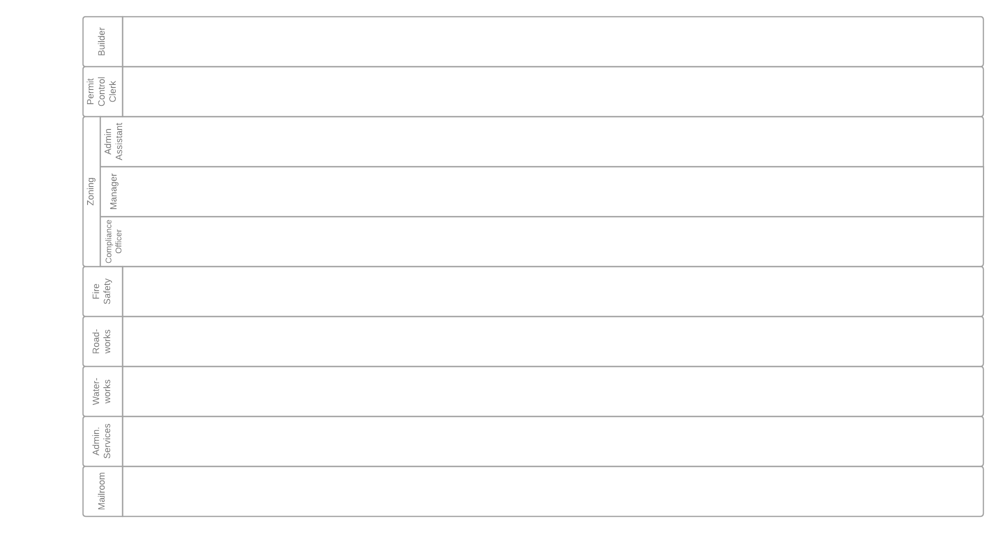 Builder
Permit
Control
Clerk
Zoning
Admin
Assistant
Manager
Compliance
Officer
Fire
Safety
Road-
works
Water-
works
Admin.
Services
Mailroom